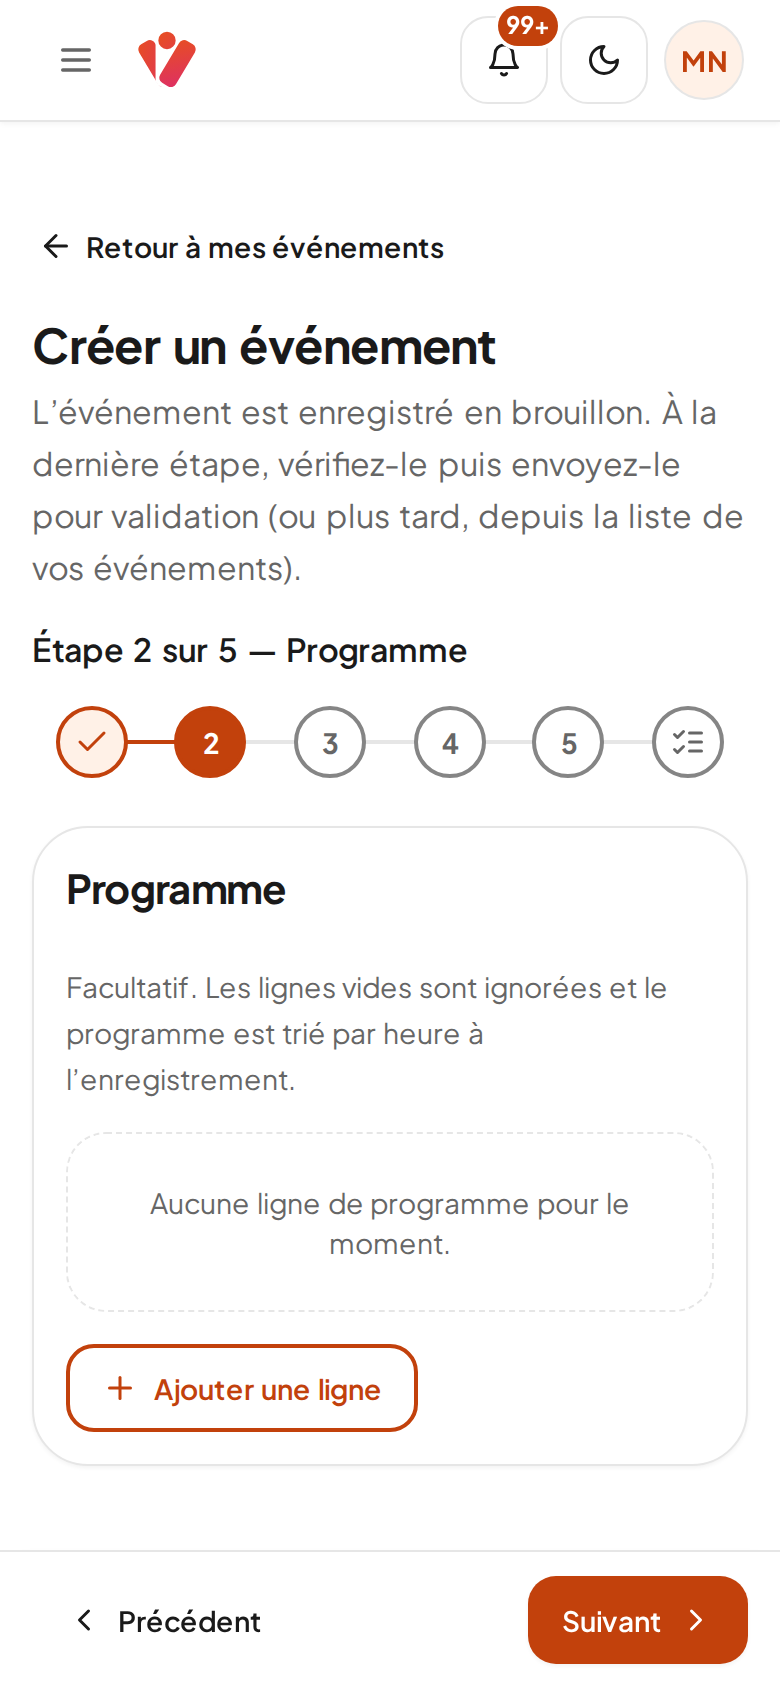 99+
MN
Retour à mes événements
Créer un événement
L’événement est enregistré en brouillon. À la
dernière étape, vérifiez-le puis envoyez-le
pour validation (ou plus tard, depuis la liste de
vos événements).
Étape 2 sur 5 — Programme
2 3 4 5
Programme
Facultatif. Les lignes vides sont ignorées et le
programme est trié par heure à
l’enregistrement.
Aucune ligne de programme pour le
moment.
Ajouter une ligne
Précédent Suivant